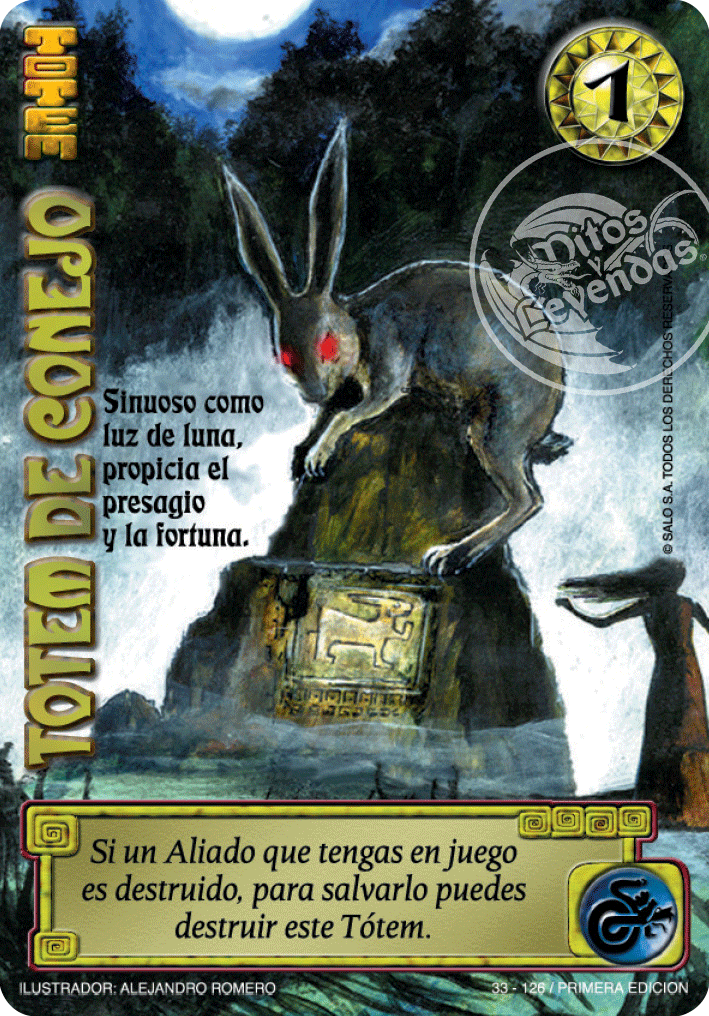 TOTEM
1
TOTEM DE CONEJO
Mitos
y
Leyendas®
Sinuoso como
luz de luna,
propicia el
presagio
y la fortuna.
© SALO S.A. TODOS LOS DERECHOS RESERVADOS
Si un Aliado que tengas en juego
es destruido, para salvarlo puedes
destruir este Tótem.
ILUSTRADOR: ALEJANDRO ROMERO
33 - 126 / PRIMERA EDICION